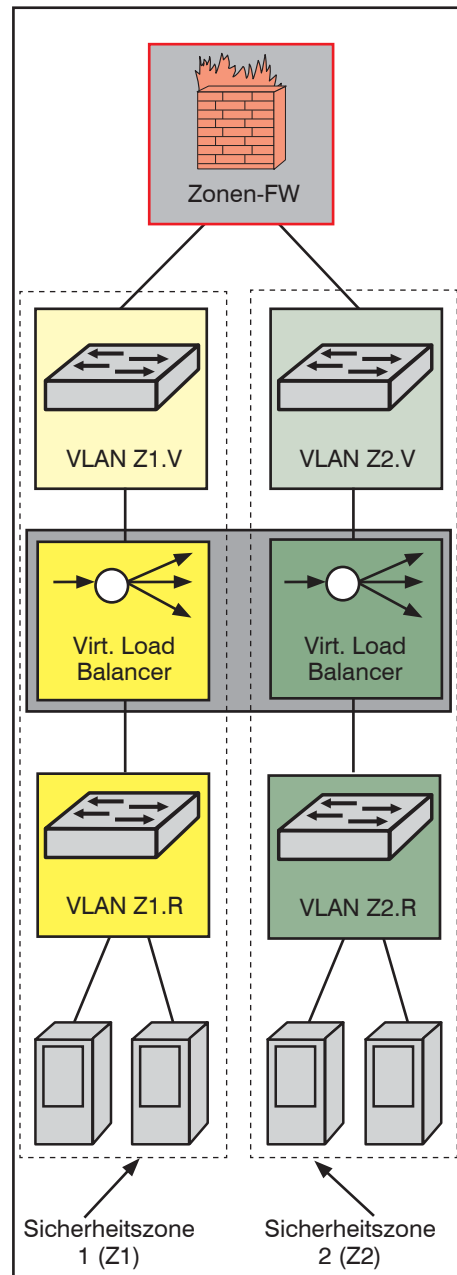 Zonen-FW
VLAN Z1.V
VLAN Z2.V
Virt. Load
Balancer
Virt. Load
Balancer
VLAN Z1.R
VLAN Z2.R
Sicherheitszone
1 (Z1)
Sicherheitszone
2 (Z2)